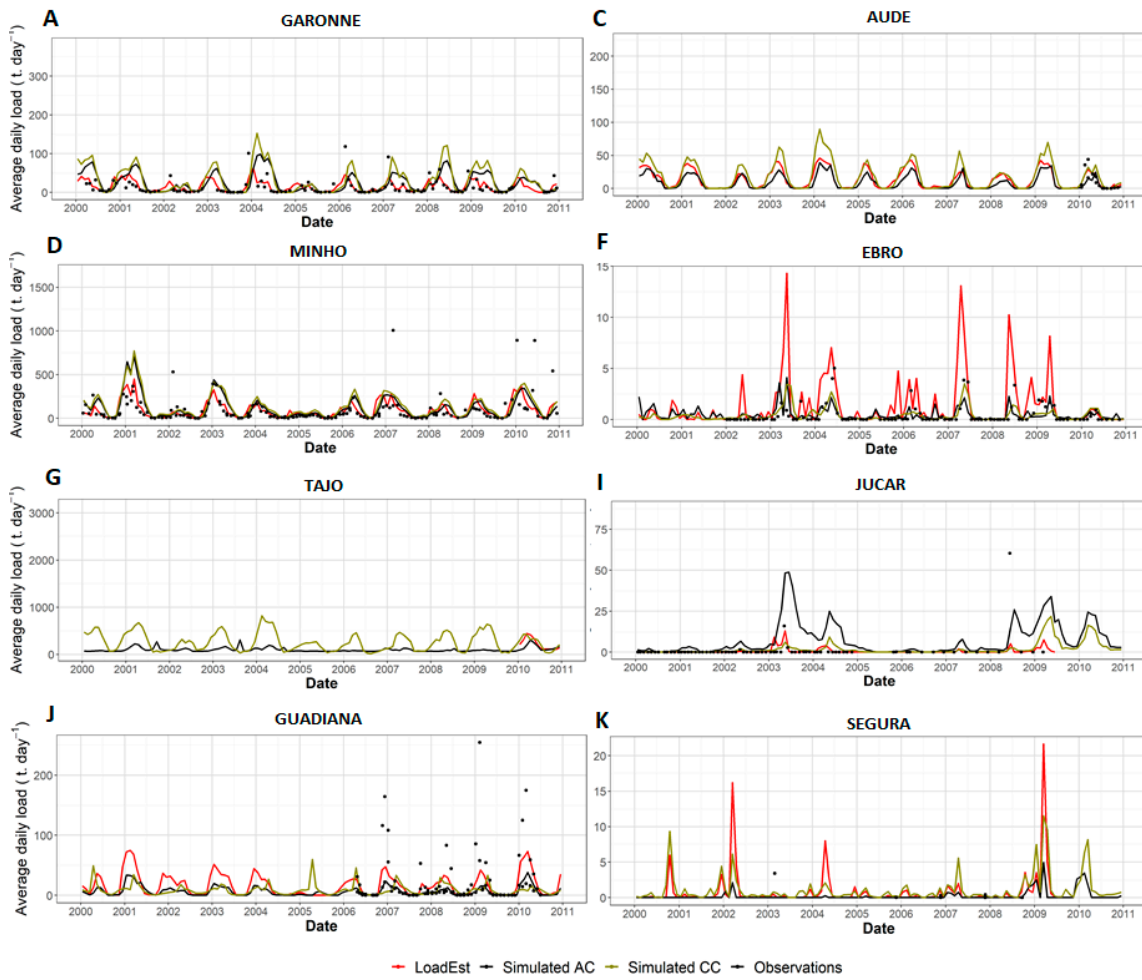 A
GARONNE
Average daily load ( t. day⁻¹)
300
200
100
0
2000 2001 2002 2003 2004 2005 2006 2007 2008 2009 2010 2011
Date
C
AUDE
200
150
100
50
0
2000 2001 2002 2003 2004 2005 2006 2007 2008 2009 2010 2011
Date
D
MINHO
Average daily load ( t. day⁻¹)
1500
1000
500
0
2000 2001 2002 2003 2004 2005 2006 2007 2008 2009 2010 2011
Date
F
EBRO
15
10
5
0
2000 2001 2002 2003 2004 2005 2006 2007 2008 2009 2010 2011
Date
G
TAJO
Average daily load ( t. day⁻¹)
3000
2000
1000
0
2000 2001 2002 2003 2004 2005 2006 2007 2008 2009 2010 2011
Date
I
JUCAR
75
50
25
0
2000 2001 2002 2003 2004 2005 2006 2007 2008 2009 2010 2011
Date
J
GUADIANA
Average daily load ( t. day⁻¹)
200
100
0
2000 2001 2002 2003 2004 2005 2006 2007 2008 2009 2010 2011
Date
K
SEGURA
20
15
10
5
0
2000 2001 2002 2003 2004 2005 2006 2007 2008 2009 2010 2011
Date
LoadEst Simulated AC Simulated CC Observations